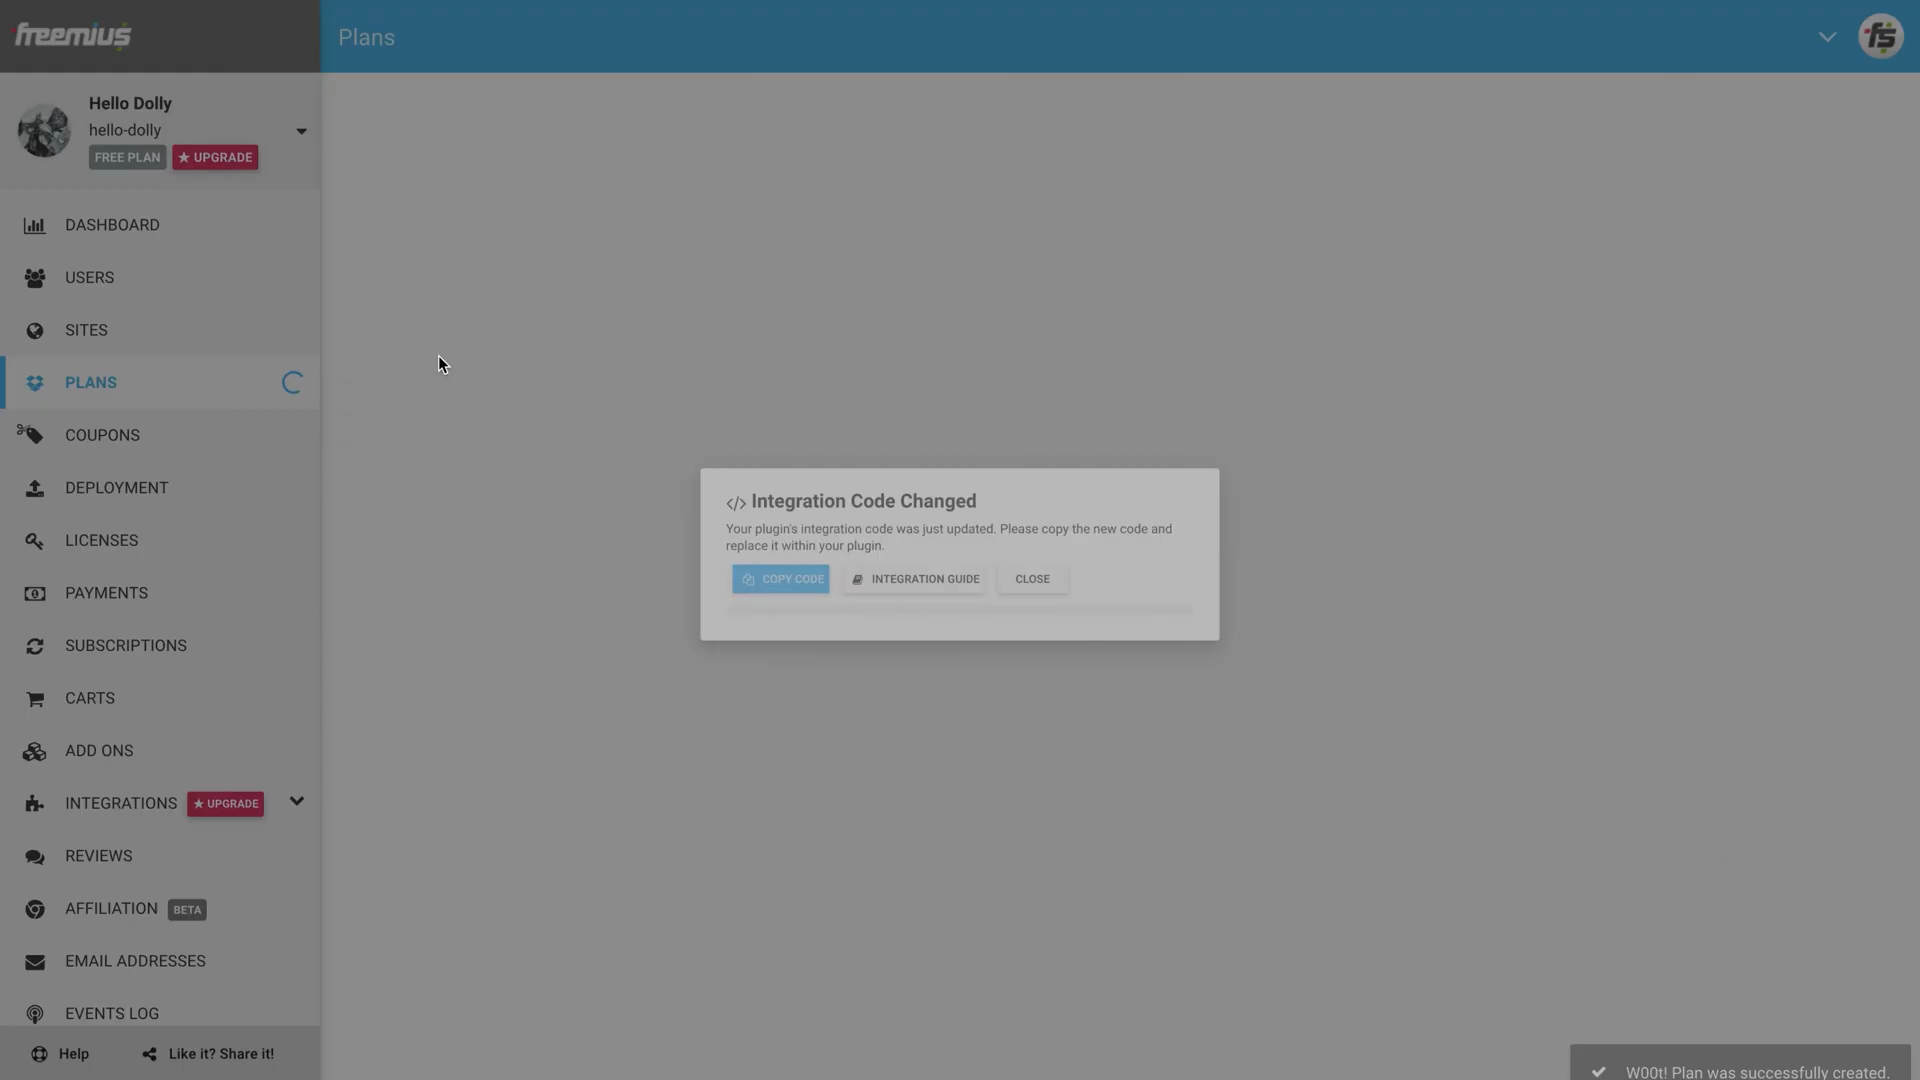 freemius
Plans
fs
Hello Dolly
hello-dolly
FREE PLAN
★ UPGRADE
DASHBOARD
USERS
SITES
PLANS
COUPONS
DEPLOYMENT
LICENSES
PAYMENTS
SUBSCRIPTIONS
CARTS
ADD ONS
INTEGRATIONS ★ UPGRADE
REVIEWS
AFFILIATION BETA
EMAIL ADDRESSES
EVENTS LOG
Help
Like it? Share it!
</> Integration Code Changed
Your plugin's integration code was just updated. Please copy the new code and
replace it within your plugin.
COPY CODE
INTEGRATION GUIDE
CLOSE
W00t! Plan was successfully created.